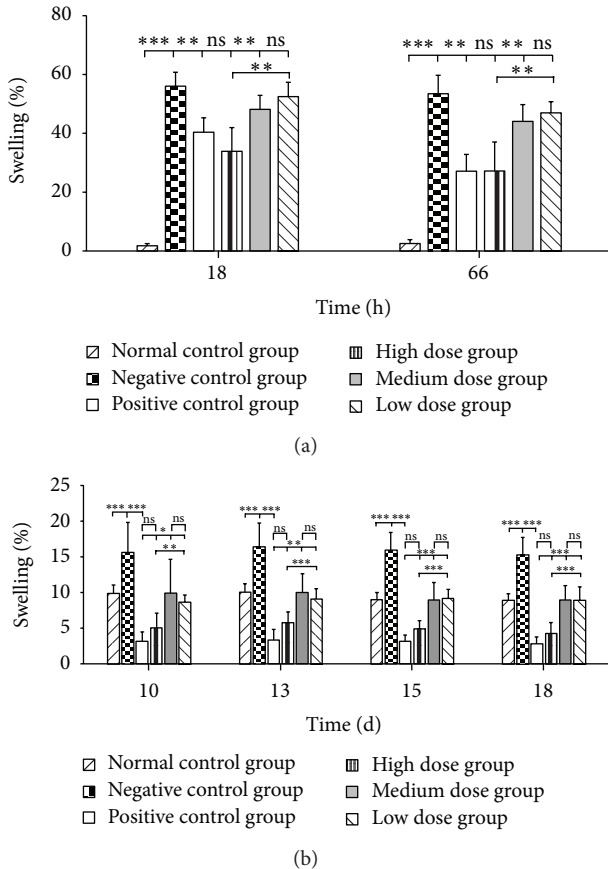 80
60
40
20
0
Swelling (%)
*** ** ns ** ns
**
*** ** ns ** ns
**
18 66
Time (h)
Normal control group
Negative control group
Positive control group
High dose group
Medium dose group
Low dose group
(a)
25
20
15
10
5
0
Swelling (%)
*** ***
ns ns
*
**
*** ***
ns ns
**
***
*** ***
ns ns
***
***
*** ***
ns ns
***
***
10 13 15 18
Time (d)
Normal control group
Negative control group
Positive control group
High dose group
Medium dose group
Low dose group
(b)